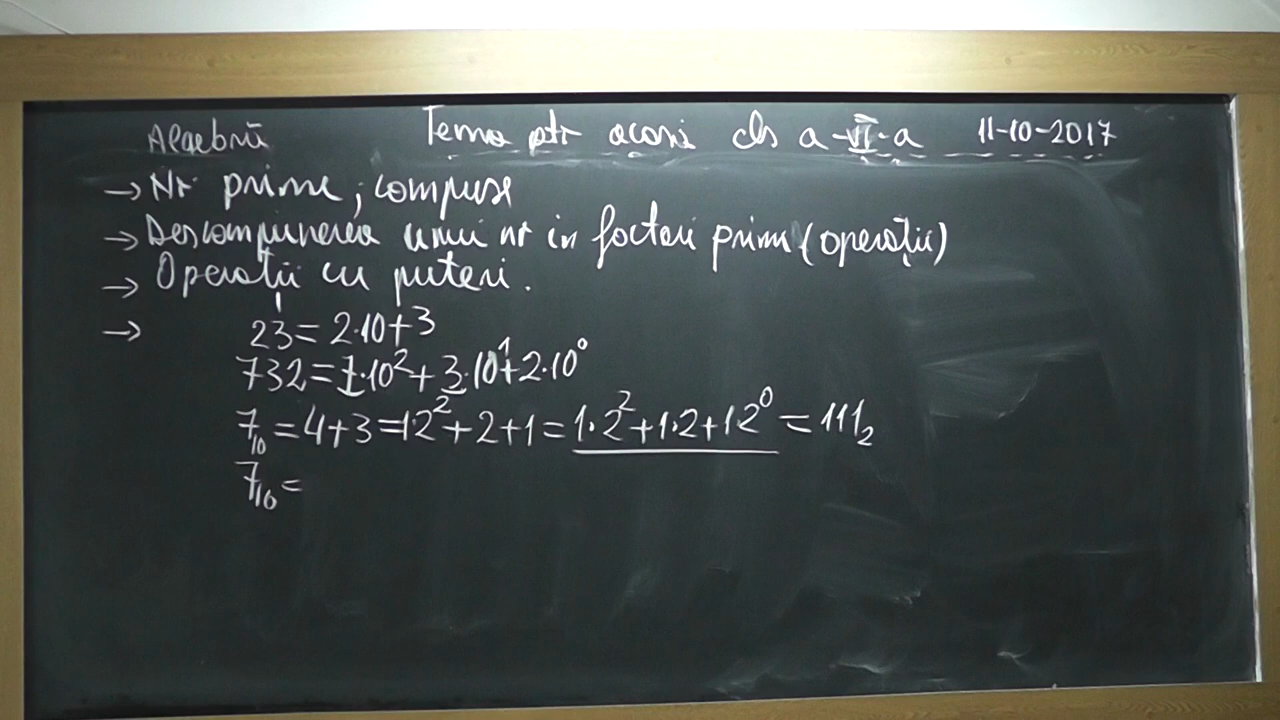 Algebră Tema ptr acasă cls a-VI-a 11-10-2017
→ Nr prime; compuse
→ Descompunerea unui nr in factori primi (operații)
→ Operații cu puteri.
→ 23 = 2·10+3
732 = 7·10² + 3·10¹ + 2·10⁰
7₁₀ = 4+3 = 1·2² + 2 + 1 = 1·2² + 1·2 + 1·2⁰ = 111₂
7₁₀ =